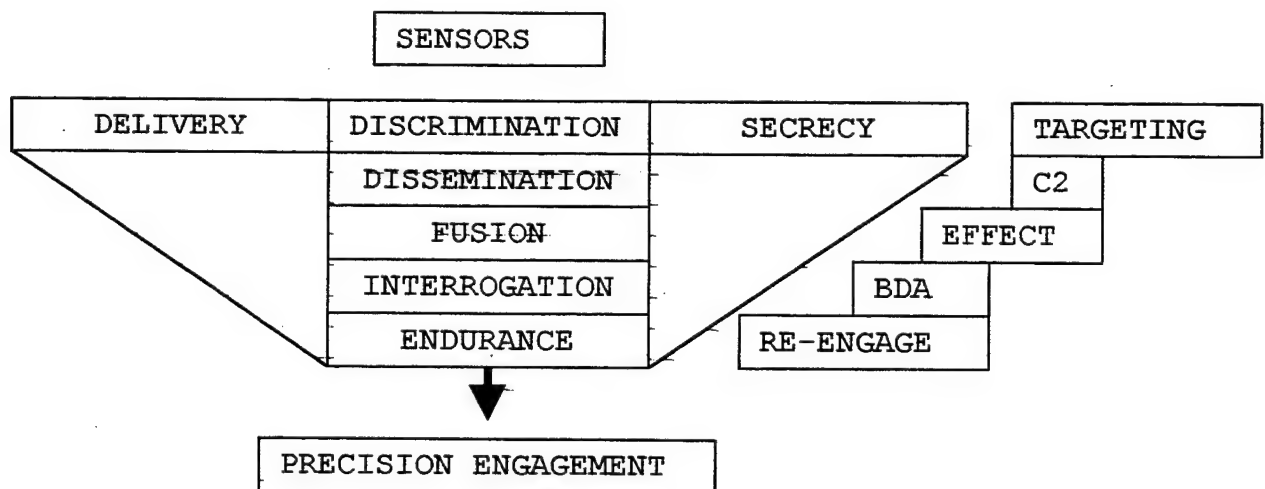 SENSORS
DELIVERY DISCRIMINATION SECRECY TARGETING
DISSEMINATION C2
FUSION EFFECT
INTERROGATION BDA
ENDURANCE RE-ENGAGE
PRECISION ENGAGEMENT